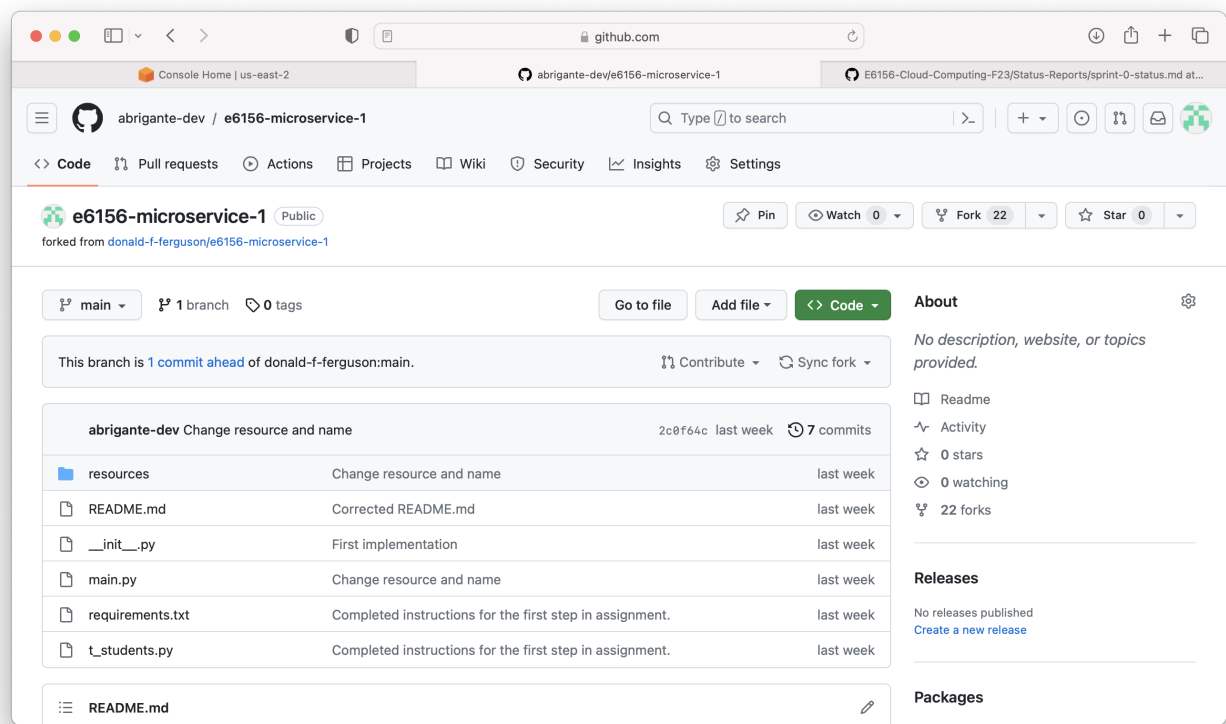 github.com
Console Home | us-east-2
abrigante-dev/e6156-microservice-1
E6156-Cloud-Computing-F23/Status-Reports/sprint-0-status.md at...
abrigante-dev / e6156-microservice-1
Type / to search
Code Pull requests Actions Projects Wiki Security Insights Settings
e6156-microservice-1 Public
Pin Watch 0 Fork 22 Star 0
forked from donald-f-ferguson/e6156-microservice-1
main 1 branch 0 tags Go to file Add file Code
This branch is 1 commit ahead of donald-f-ferguson:main. Contribute Sync fork
abrigante-dev Change resource and name 2c0f64c last week 7 commits
resources Change resource and name last week
README.md Corrected README.md last week
__init__.py First implementation last week
main.py Change resource and name last week
requirements.txt Completed instructions for the first step in assignment. last week
t_students.py Completed instructions for the first step in assignment. last week
README.md
About
No description, website, or topics
provided.
Readme
Activity
0 stars
0 watching
22 forks
Releases
No releases published
Create a new release
Packages